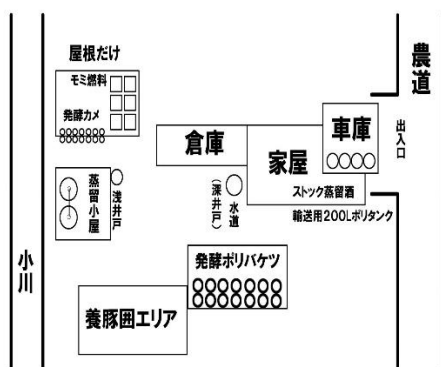 屋根だけ
モミ燃料
発酵カメ
倉庫
家屋
車庫
出入口
農道
蒸留小屋
浅井戸
(深井戸)
水道
ストック蒸留酒
輸送用200Lポリタンク
小川
発酵ポリバケツ
養豚囲エリア